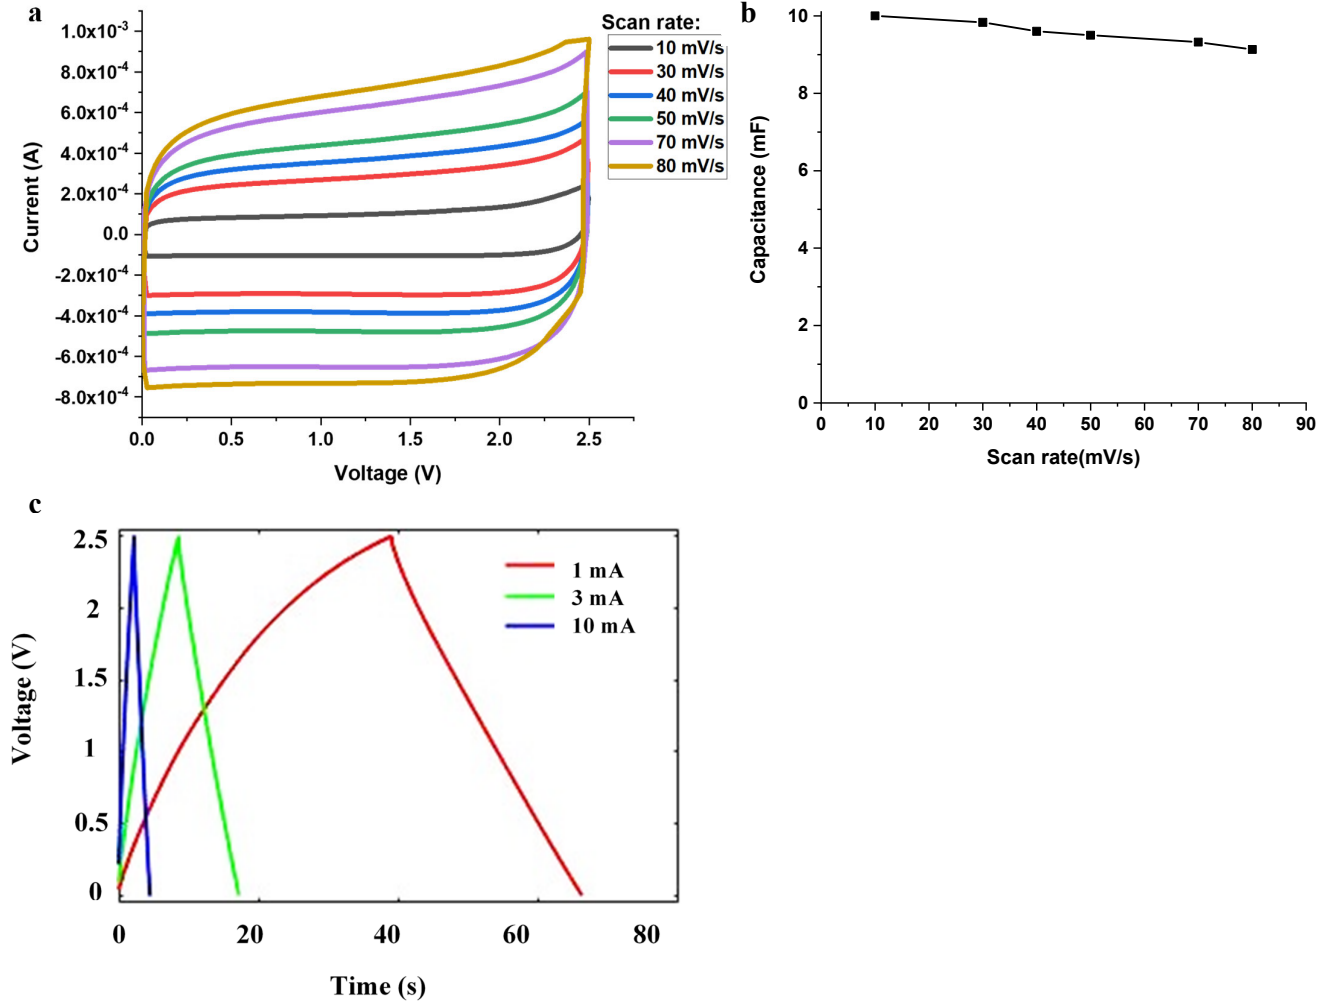 a
Scan rate:
10 mV/s
30 mV/s
40 mV/s
50 mV/s
70 mV/s
80 mV/s
1.0x10⁻³
8.0x10⁻⁴
6.0x10⁻⁴
4.0x10⁻⁴
2.0x10⁻⁴
0.0
-2.0x10⁻⁴
-4.0x10⁻⁴
-6.0x10⁻⁴
-8.0x10⁻⁴
Current (A)
0.0 0.5 1.0 1.5 2.0 2.5
Voltage (V)
b
10
8
6
4
2
0
Capacitance (mF)
0 10 20 30 40 50 60 70 80 90
Scan rate(mV/s)
c
2.5
2
1.5
1
0.5
0
Voltage (V)
1 mA
3 mA
10 mA
0 20 40 60 80
Time (s)